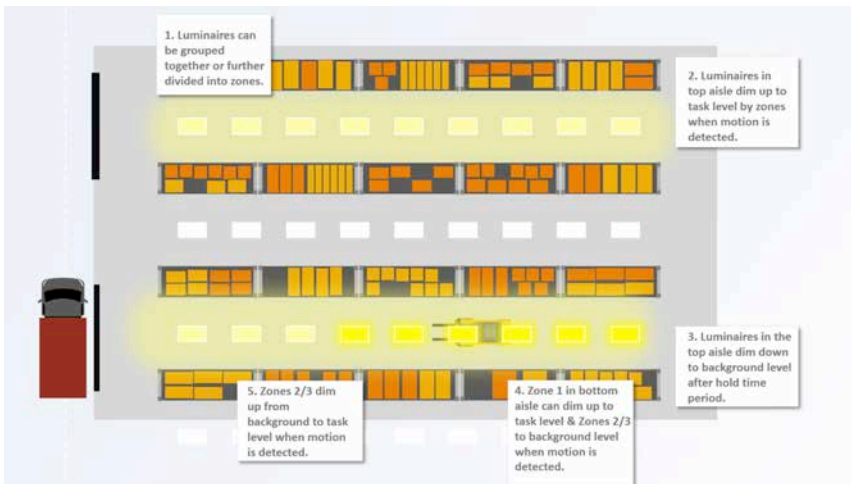 1. Luminaires can
be grouped
together or further
divided into zones.
2. Luminaires in
top aisle dim up to
task level by zones
when motion is
detected.
3. Luminaires in the
top aisle dim down
to background level
after hold time
period.
4. Zone 1 in bottom
aisle can dim up to
task level & Zones 2/3
to background level
when motion is
detected.
5. Zones 2/3 dim
up from
background to task
level when motion
is detected.